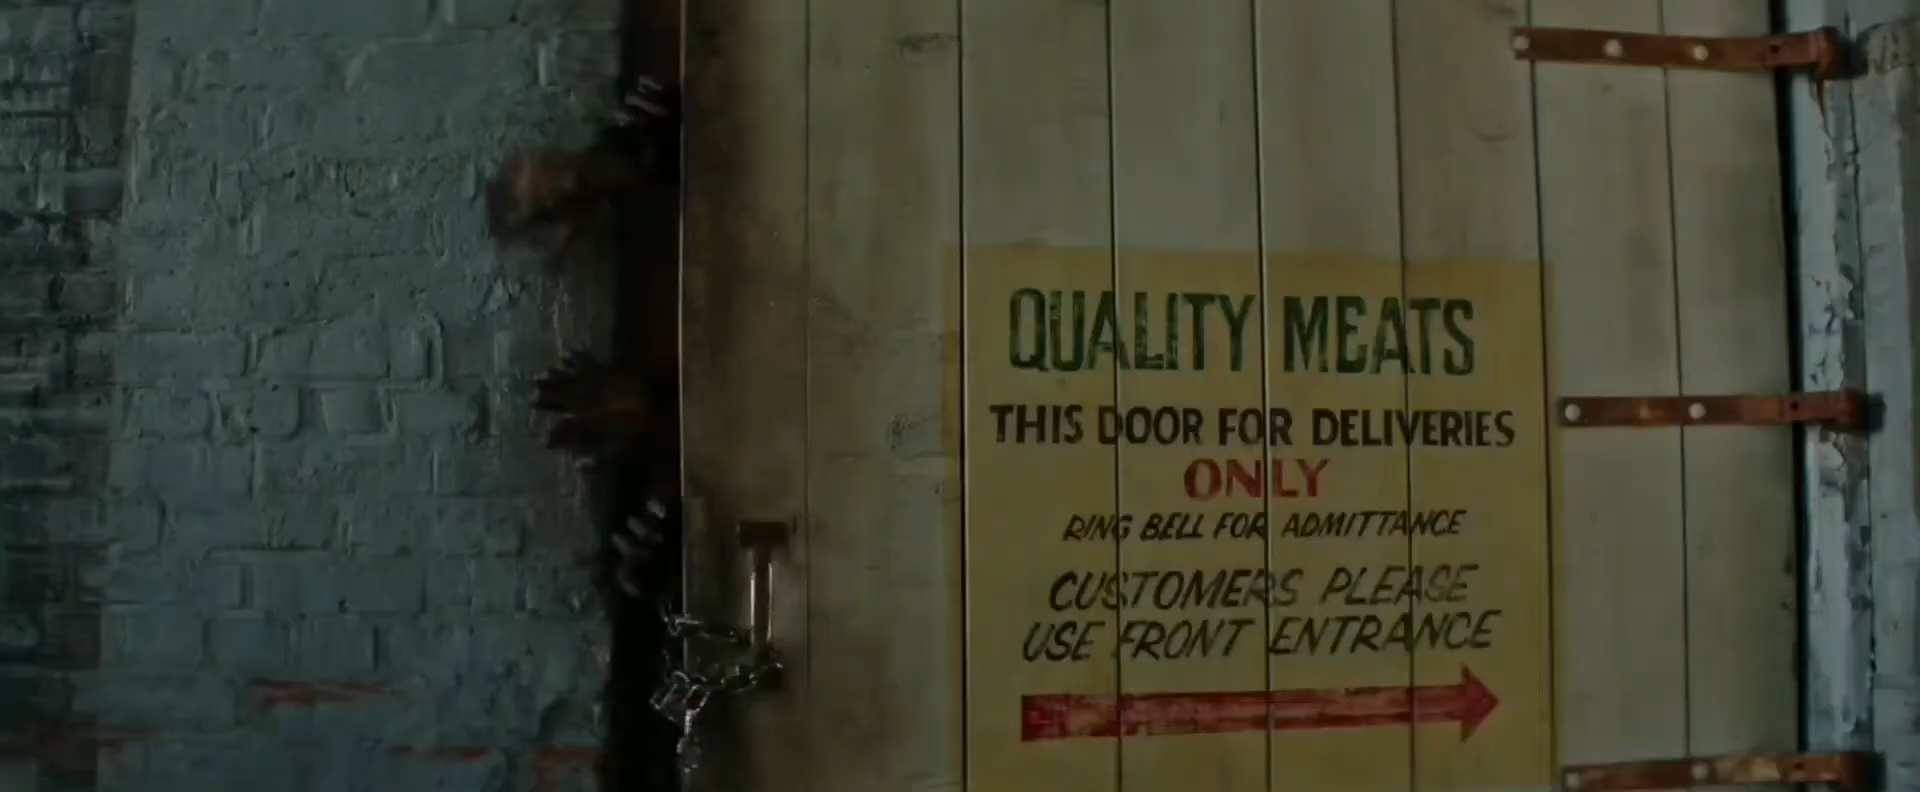 QUALITY MEATS
THIS DOOR FOR DELIVERIES
ONLY
RING BELL FOR ADMITTANCE
CUSTOMERS PLEASE
USE FRONT ENTRANCE